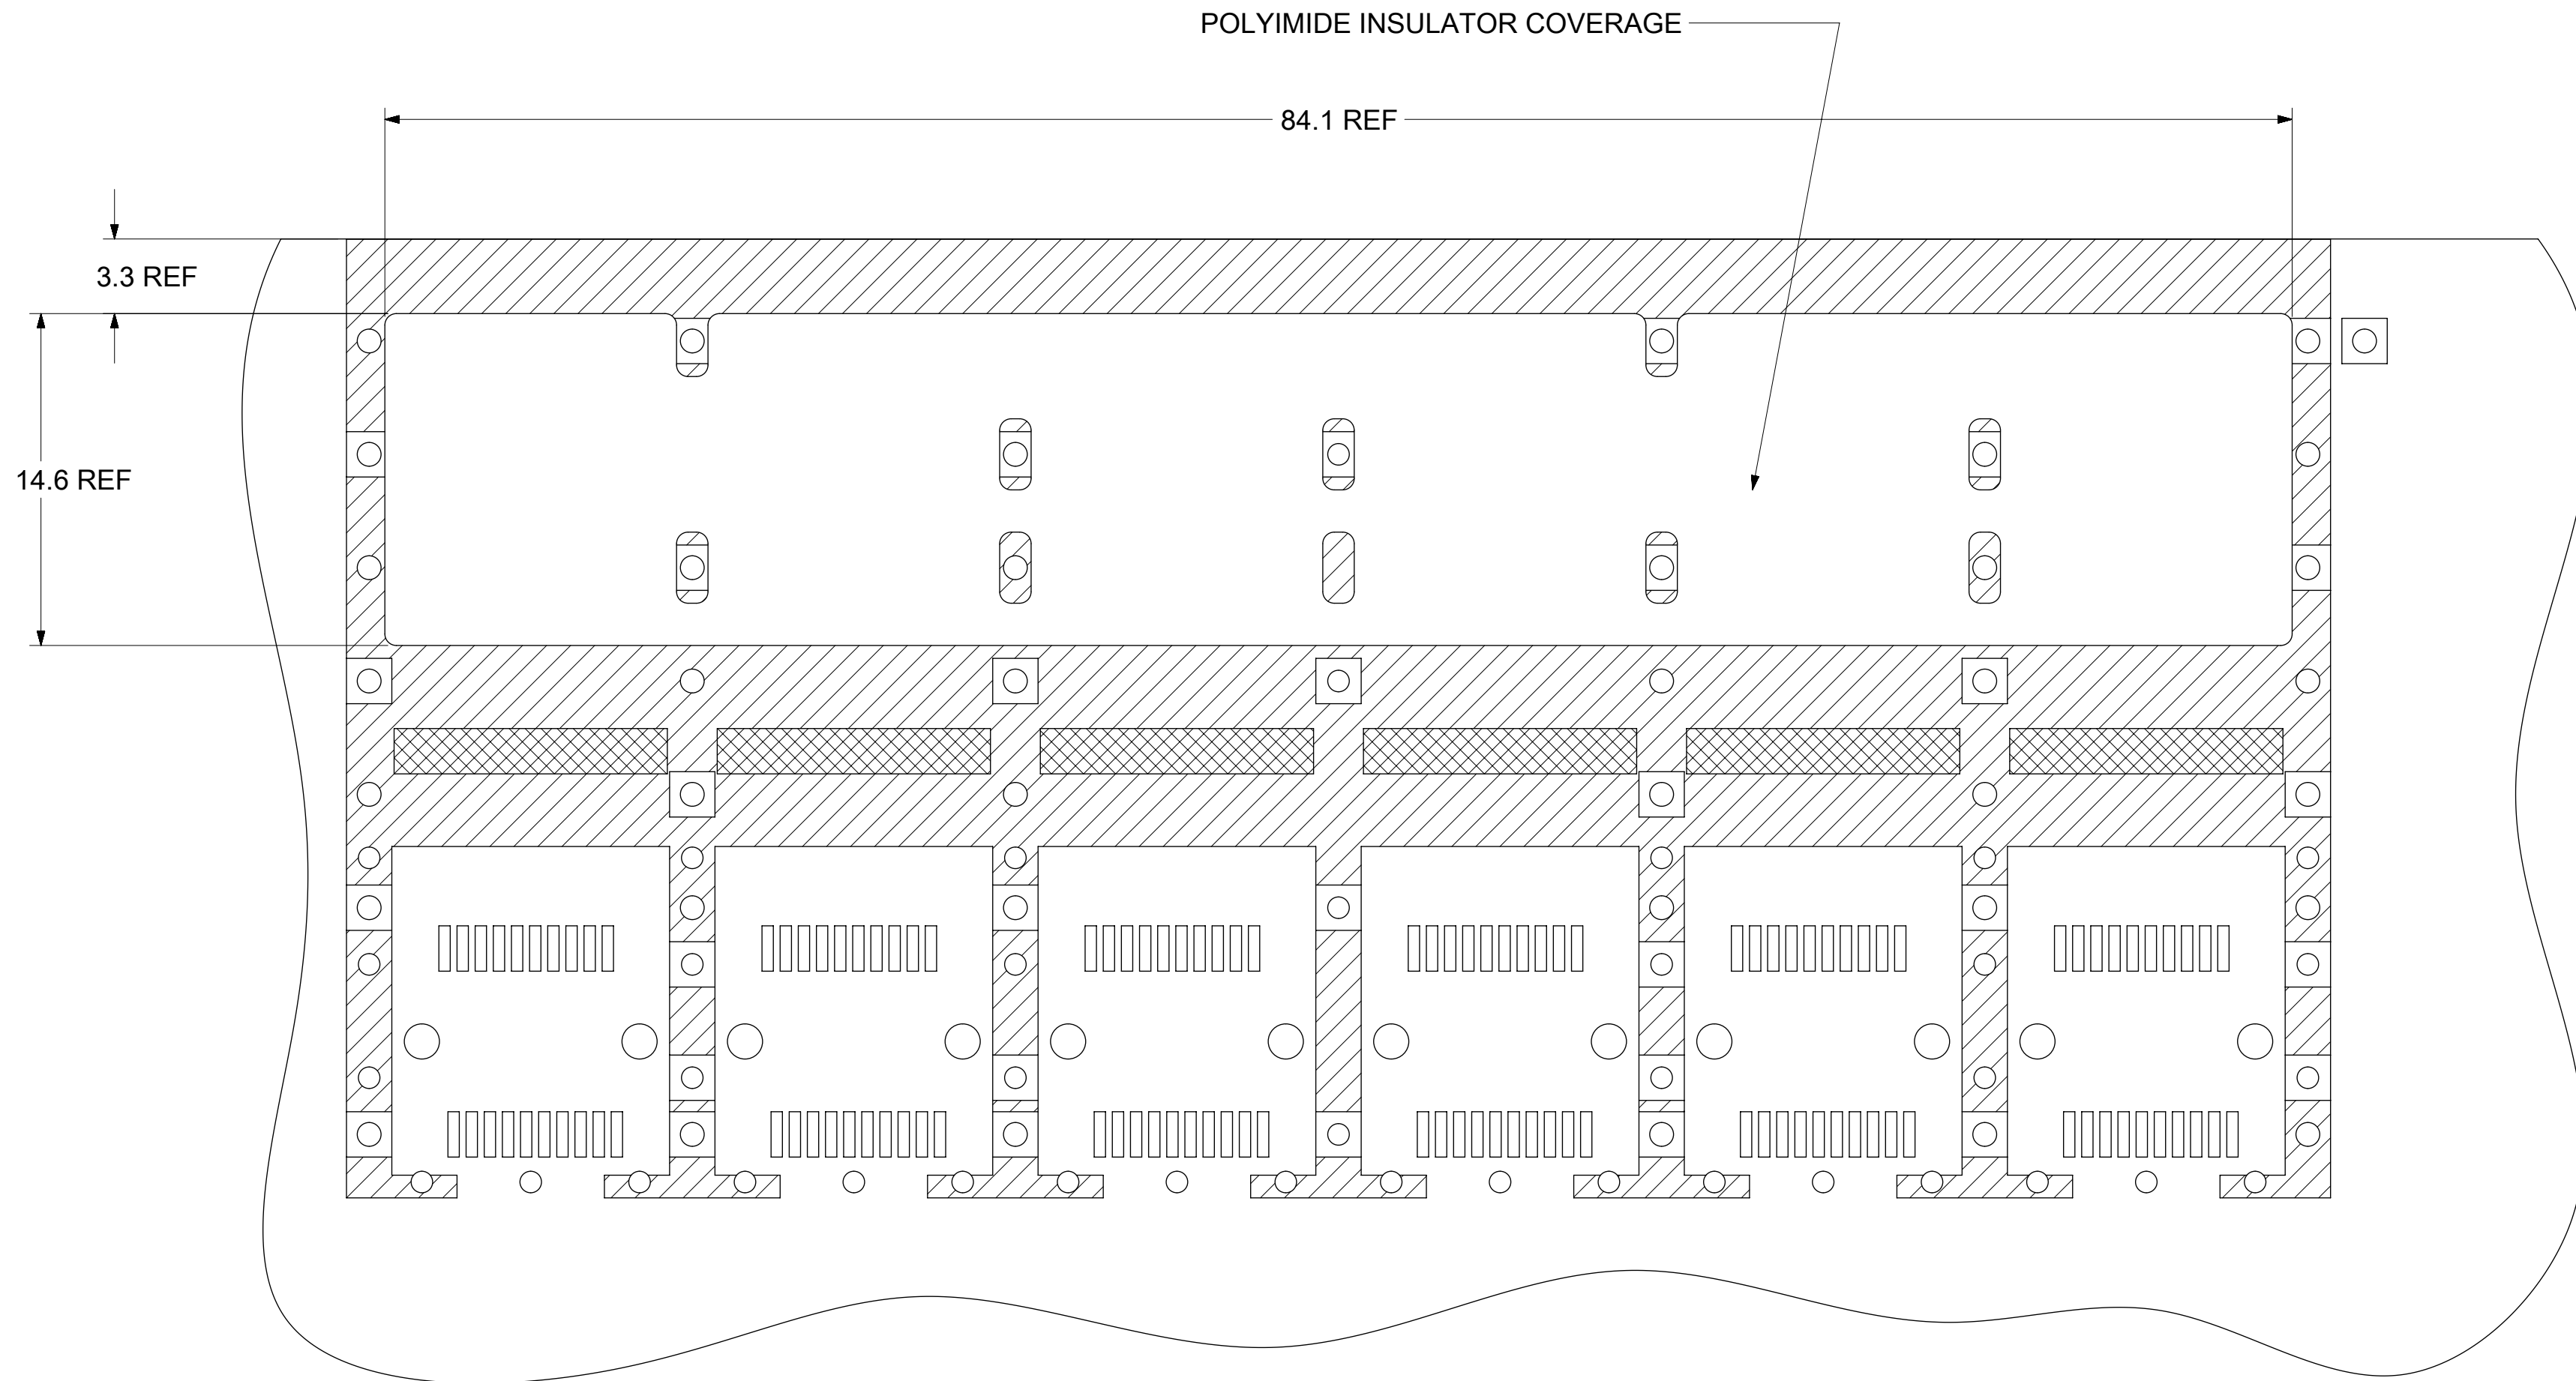 POLYIMIDE INSULATOR COVERAGE
84.1 REF
3.3 REF
14.6 REF